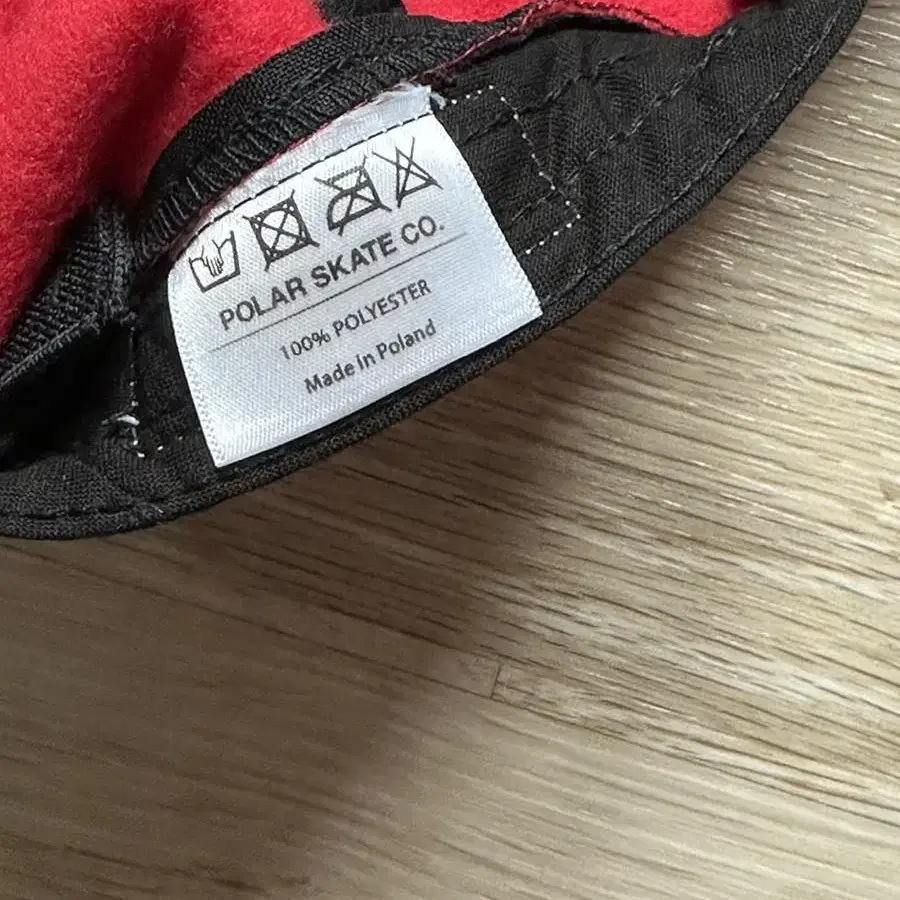 POLAR SKATE CO.
100% POLYESTER
Made in Poland